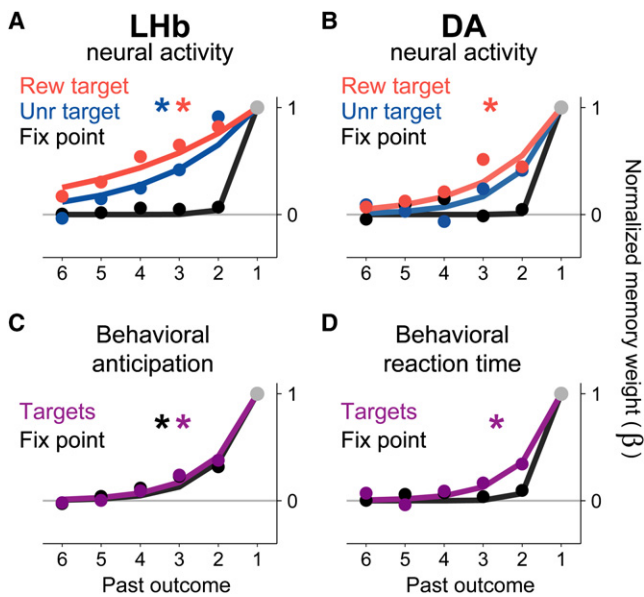 A
LHb
neural activity
Rew target
Unr target
Fix point
* *
1
0
6 5 4 3 2 1
B
DA
neural activity
Rew target
Unr target
Fix point
*
1
0
6 5 4 3 2 1
C
Behavioral
anticipation
Targets
Fix point
* *
1
0
6 5 4 3 2 1
Past outcome
D
Behavioral
reaction time
Targets
Fix point
*
1
0
6 5 4 3 2 1
Past outcome
Normalized memory weight (β)